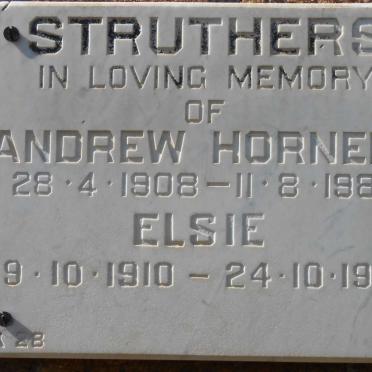 STRUTHERS
IN LOVING MEMORY
OF
ANDREW HORNE
28·4·1908–11·8·198
ELSIE
9·10·1910 – 24·10·19
28